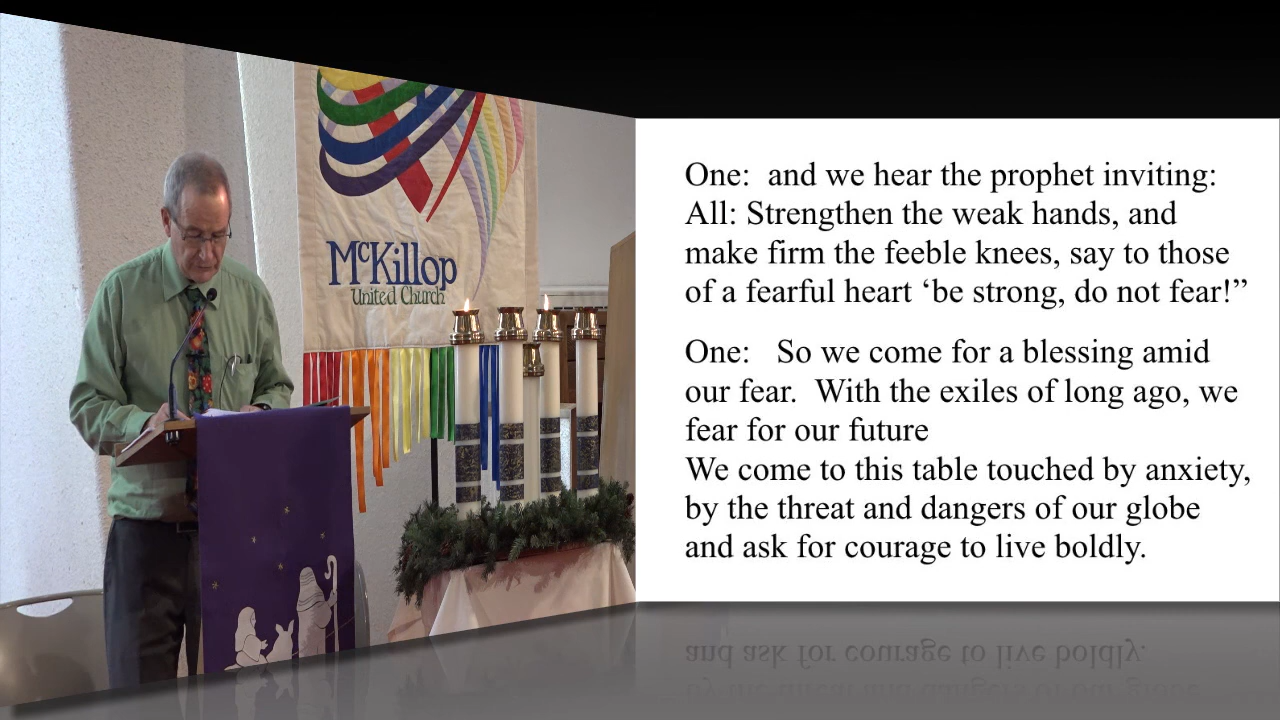 McKillop
United Church
One:  and we hear the prophet inviting:
All: Strengthen the weak hands, and
make firm the feeble knees, say to those
of a fearful heart ‘be strong, do not fear!”
One:   So we come for a blessing amid
our fear.  With the exiles of long ago, we
fear for our future
We come to this table touched by anxiety,
by the threat and dangers of our globe
and ask for courage to live boldly.